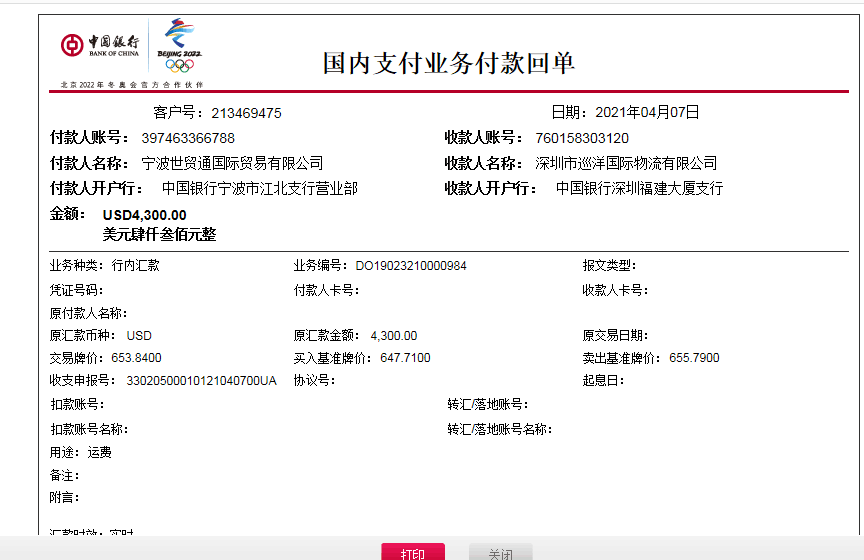 中国银行
BANK OF CHINA
BEIJING 2022
北京2022年冬奥会官方合作伙伴
国内支付业务付款回单
客户号：213469475 日期：2021年04月07日
付款人账号：397463366788 收款人账号：760158303120
付款人名称：宁波世贸通国际贸易有限公司 收款人名称：深圳市巡洋国际物流有限公司
付款人开户行：中国银行宁波市江北支行营业部 收款人开户行：中国银行深圳福建大厦支行
金额：USD4,300.00
美元肆仟叁佰元整
业务种类：行内汇款 业务编号：DO19023210000984 报文类型：
凭证号码： 付款人卡号： 收款人卡号：
原付款人名称：
原汇款币种：USD 原汇款金额：4,300.00 原交易日期：
交易牌价：653.8400 买入基准牌价：647.7100 卖出基准牌价：655.7900
收支申报号：33020500010121040700UA 协议号： 起息日：
扣款账号： 转汇/落地账号：
扣款账号名称： 转汇/落地账号名称：
用途：运费
备注：
附言：
汇款时效：实时
打印 关闭